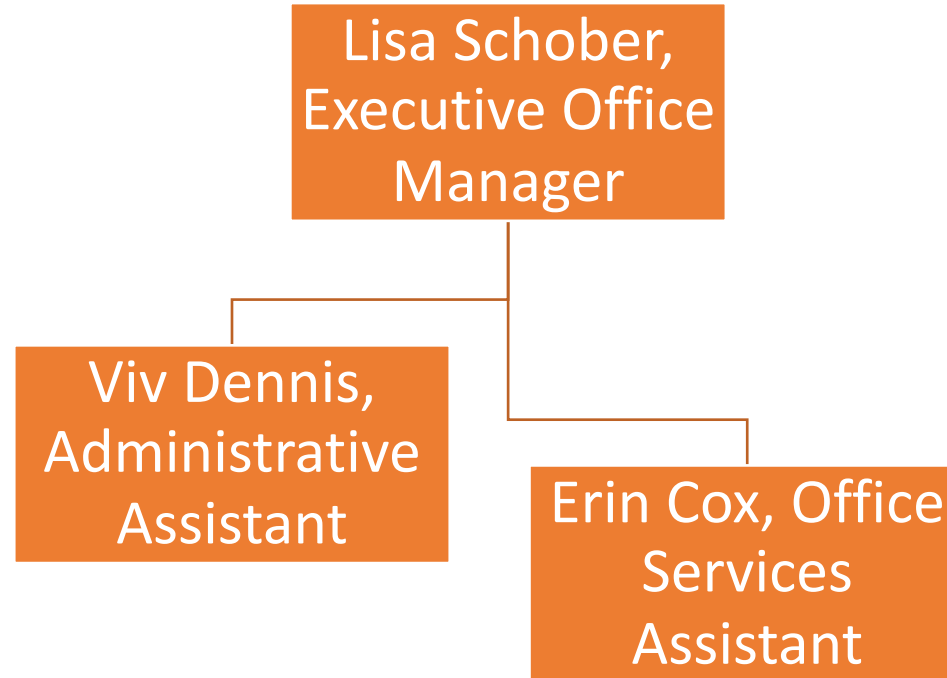 Lisa Schober,
Executive Office
Manager
Viv Dennis,
Administrative
Assistant
Erin Cox, Office
Services
Assistant